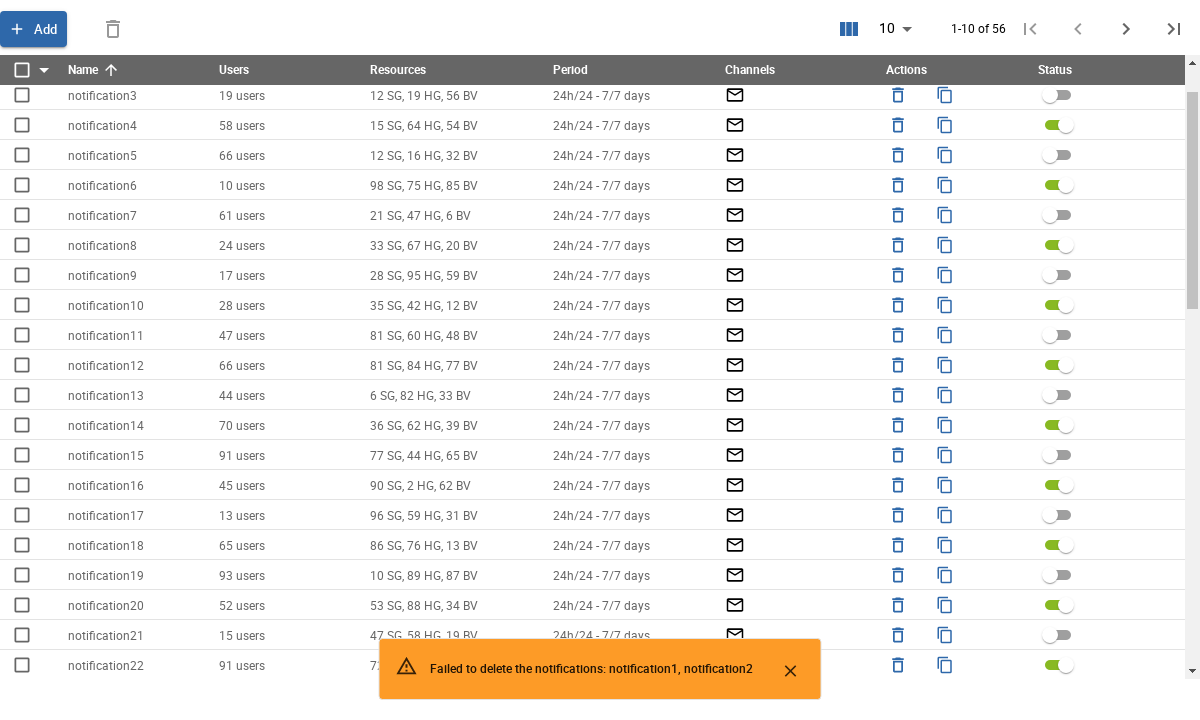 Add 10 1-10 of 56
Name Users Resources Period Channels Actions Status
notification3 19 users 12 SG, 19 HG, 56 BV 24h/24 - 7/7 days
notification4 58 users 15 SG, 64 HG, 54 BV 24h/24 - 7/7 days
notification5 66 users 12 SG, 16 HG, 32 BV 24h/24 - 7/7 days
notification6 10 users 98 SG, 75 HG, 85 BV 24h/24 - 7/7 days
notification7 61 users 21 SG, 47 HG, 6 BV 24h/24 - 7/7 days
notification8 24 users 33 SG, 67 HG, 20 BV 24h/24 - 7/7 days
notification9 17 users 28 SG, 95 HG, 59 BV 24h/24 - 7/7 days
notification10 28 users 35 SG, 42 HG, 12 BV 24h/24 - 7/7 days
notification11 47 users 81 SG, 60 HG, 48 BV 24h/24 - 7/7 days
notification12 66 users 81 SG, 84 HG, 77 BV 24h/24 - 7/7 days
notification13 44 users 6 SG, 82 HG, 33 BV 24h/24 - 7/7 days
notification14 70 users 36 SG, 62 HG, 39 BV 24h/24 - 7/7 days
notification15 91 users 77 SG, 44 HG, 65 BV 24h/24 - 7/7 days
notification16 45 users 90 SG, 2 HG, 62 BV 24h/24 - 7/7 days
notification17 13 users 96 SG, 59 HG, 31 BV 24h/24 - 7/7 days
notification18 65 users 86 SG, 76 HG, 13 BV 24h/24 - 7/7 days
notification19 93 users 10 SG, 89 HG, 87 BV 24h/24 - 7/7 days
notification20 52 users 53 SG, 88 HG, 34 BV 24h/24 - 7/7 days
notification21 15 users 47 SG, 58 HG, 19 BV 24h/24 - 7/7 days
notification22 91 users
Failed to delete the notifications: notification1, notification2